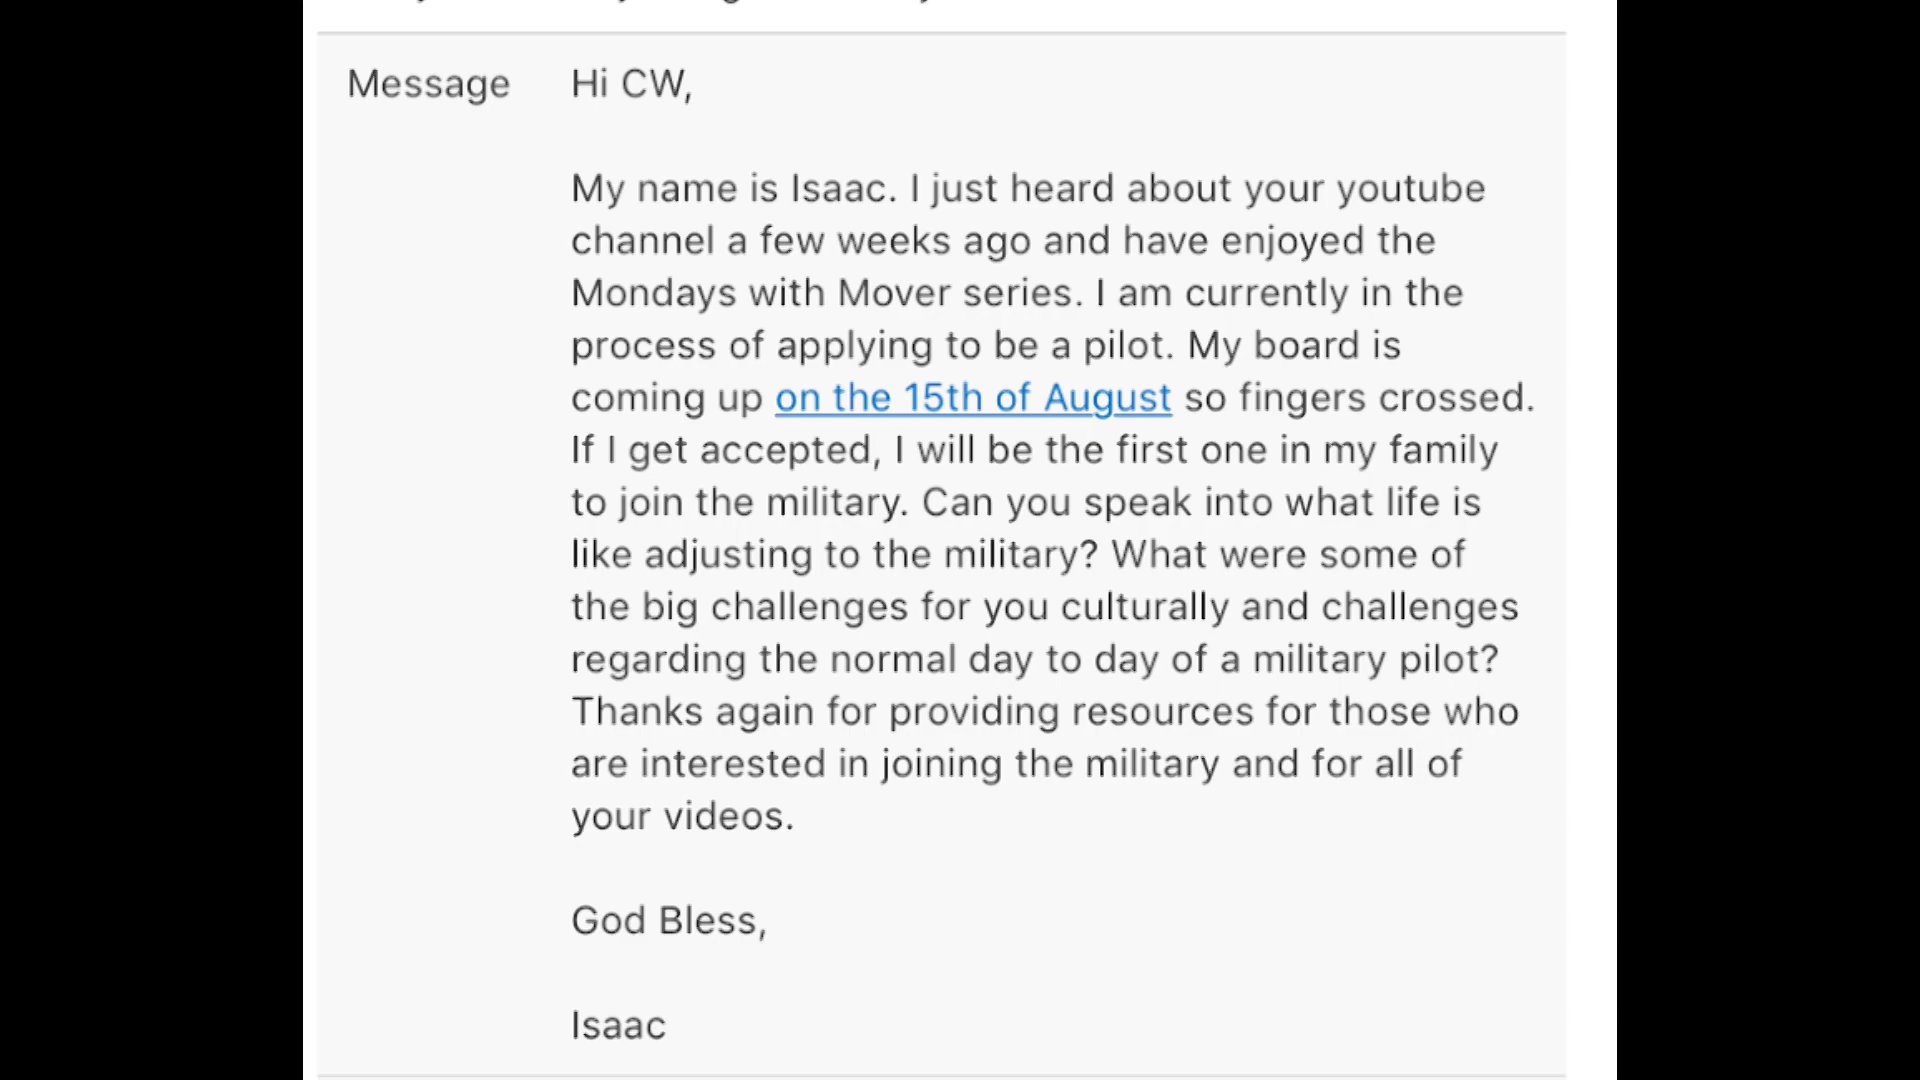 Message Hi CW,
My name is Isaac. I just heard about your youtube
channel a few weeks ago and have enjoyed the
Mondays with Mover series. I am currently in the
process of applying to be a pilot. My board is
coming up on the 15th of August so fingers crossed.
If I get accepted, I will be the first one in my family
to join the military. Can you speak into what life is
like adjusting to the military? What were some of
the big challenges for you culturally and challenges
regarding the normal day to day of a military pilot?
Thanks again for providing resources for those who
are interested in joining the military and for all of
your videos.
God Bless,
Isaac